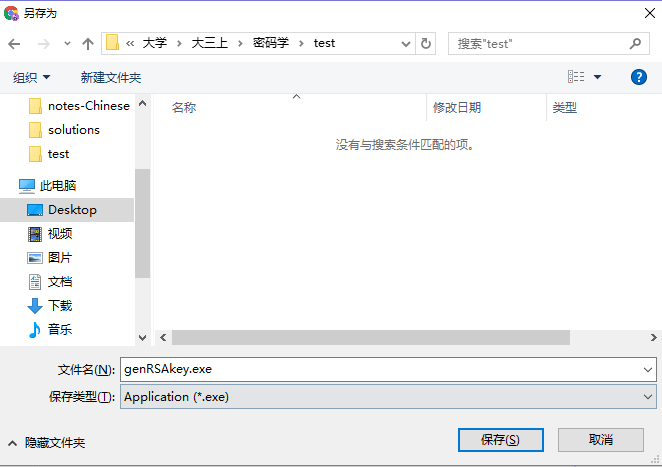 另存为
« 大学 › 大三上 › 密码学 › test
搜索"test"
组织
新建文件夹
?
notes-Chinese
solutions
test
此电脑
Desktop
视频
图片
文档
下载
音乐
名称 修改日期 类型
没有与搜索条件匹配的项。
文件名(N): genRSAkey.exe
保存类型(T): Application (*.exe)
隐藏文件夹
保存(S) 取消